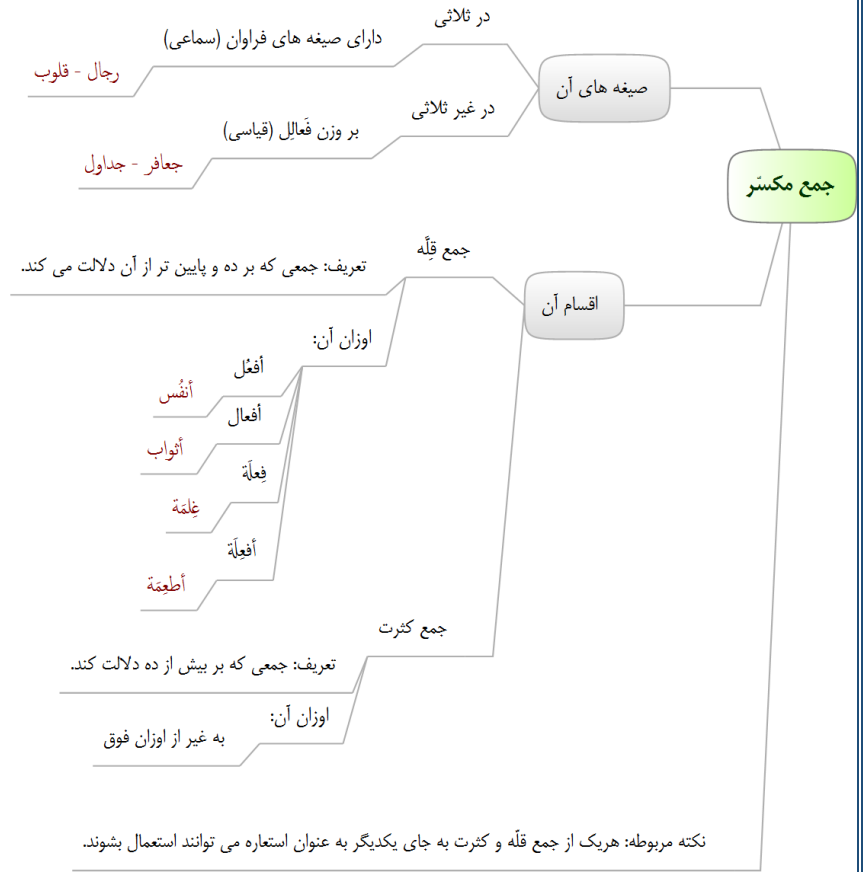 جمع مکسّر
صیغه های آن
در ثلاثی
دارای صیغه های فراوان (سماعی)
رجال - قلوب
در غیر ثلاثی
بر وزن فَعالِل (قیاسی)
جعافر - جداول
اقسام آن
جمع قلِّه
تعریف: جمعی که بر ده و پایین تر از آن دلالت می کند.
اوزان آن:
أفعُل
أنفُس
أفعال
أثواب
فِعلَة
غِلمَة
أفعِلَة
أطعِمَة
جمع کثرت
تعریف: جمعی که بر بیش از ده دلالت کند.
اوزان آن:
به غیر از اوزان فوق
نکته مربوطه: هریک از جمع قلّه و کثرت به جای یکدیگر به عنوان استعاره می توانند استعمال بشوند.